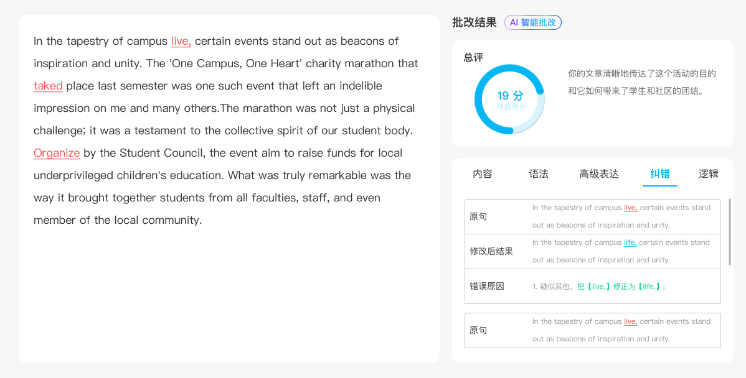 In the tapestry of campus live, certain events stand out as beacons of
inspiration and unity. The 'One Campus, One Heart' charity marathon that
taked place last semester was one such event that left an indelible
impression on me and many others.The marathon was not just a physical
challenge; it was a testament to the collective spirit of our student body.
Organize by the Student Council, the event aim to raise funds for local
underprivileged children's education. What was truly remarkable was the
way it brought together students from all faculties, staff, and even
member of the local community.
批改结果 AI 智能批改
总评
19 分
预估得分
你的文章清晰地传达了这个活动的目的
和它如何带来了学生和社区的团结。
内容 语法 高级表达 纠错 逻辑
原句
In the tapestry of campus live, certain events stand
out as beacons of inspiration and unity.
修改后结果
In the tapestry of campus life, certain events stand
out as beacons of inspiration and unity.
错误原因
1. 疑似其他，把【live,】修正为【life,】；
原句
In the tapestry of campus live, certain events stand
out as beacons of inspiration and unity.